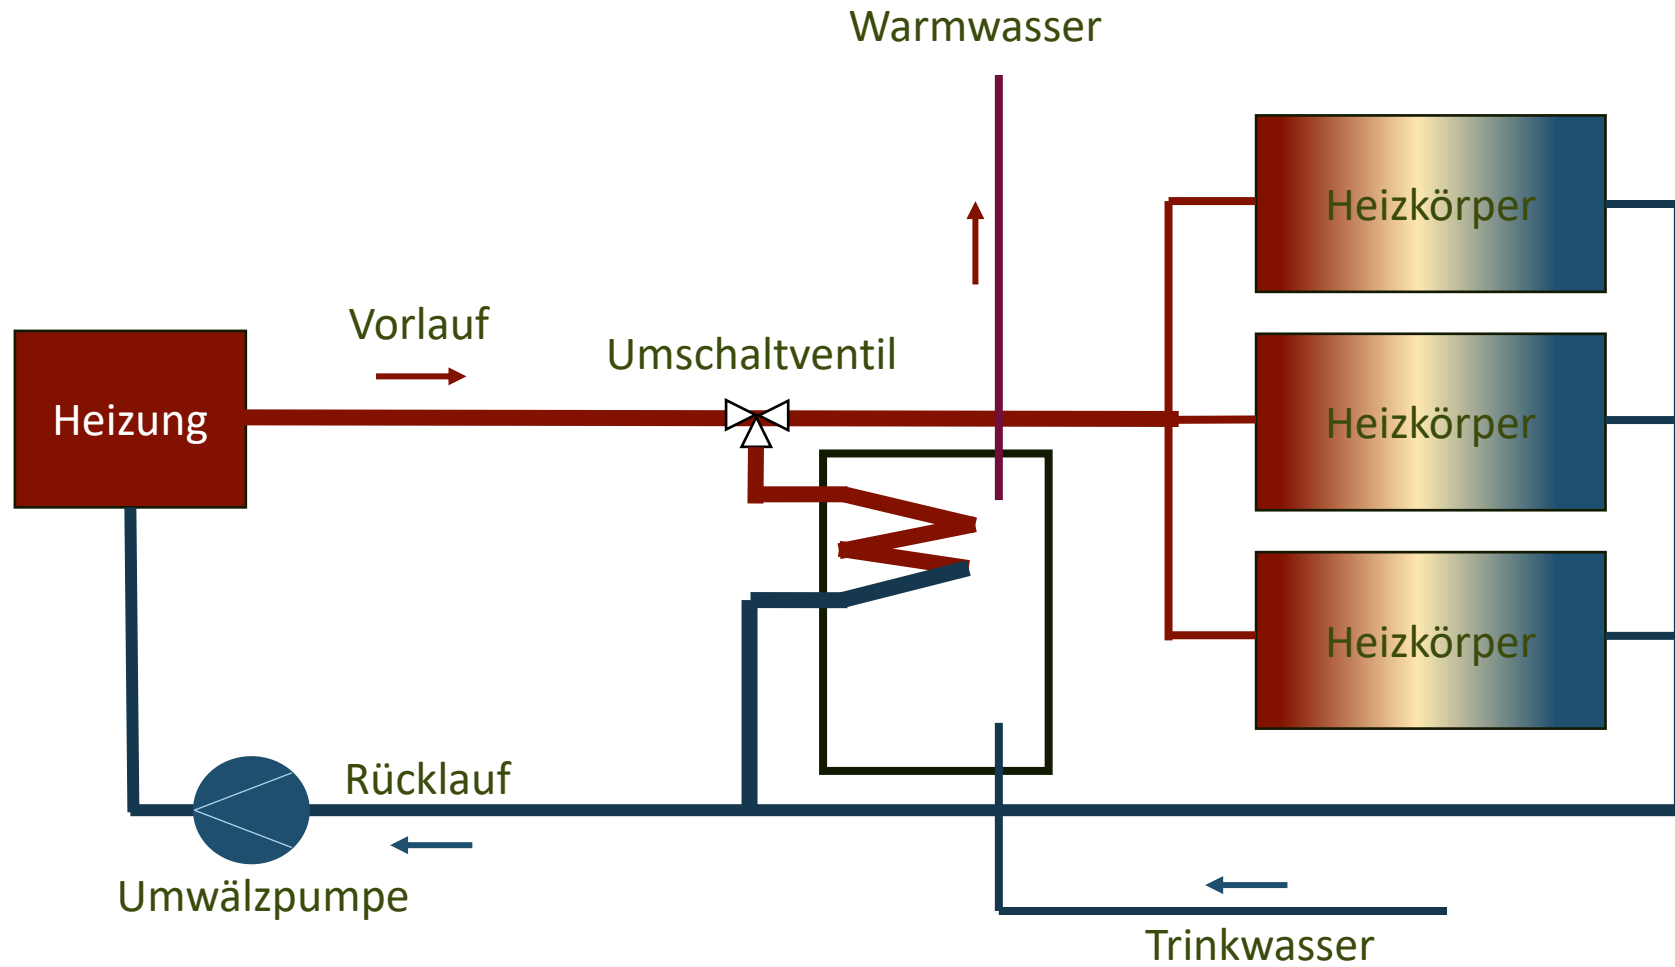 Warmwasser
Heizkörper
Vorlauf
Umschaltventil
Heizung
Heizkörper
Heizkörper
Rücklauf
Umwälzpumpe
Trinkwasser